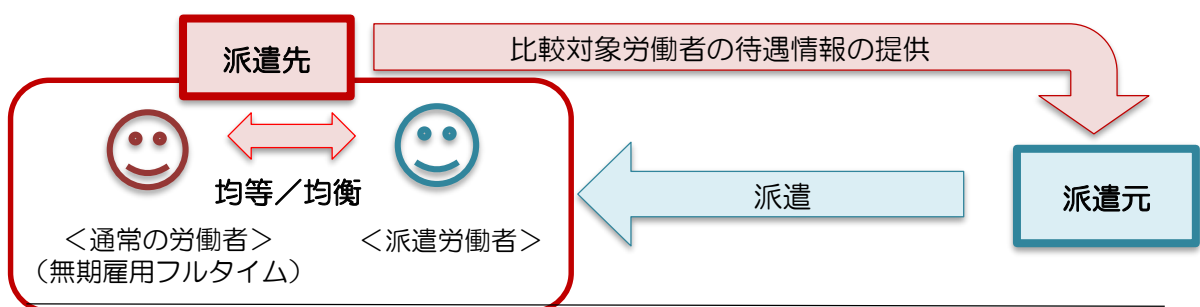 派遣先
比較対象労働者の待遇情報の提供
均等／均衡
派遣
派遣元
＜通常の労働者＞
（無期雇用フルタイム）
＜派遣労働者＞